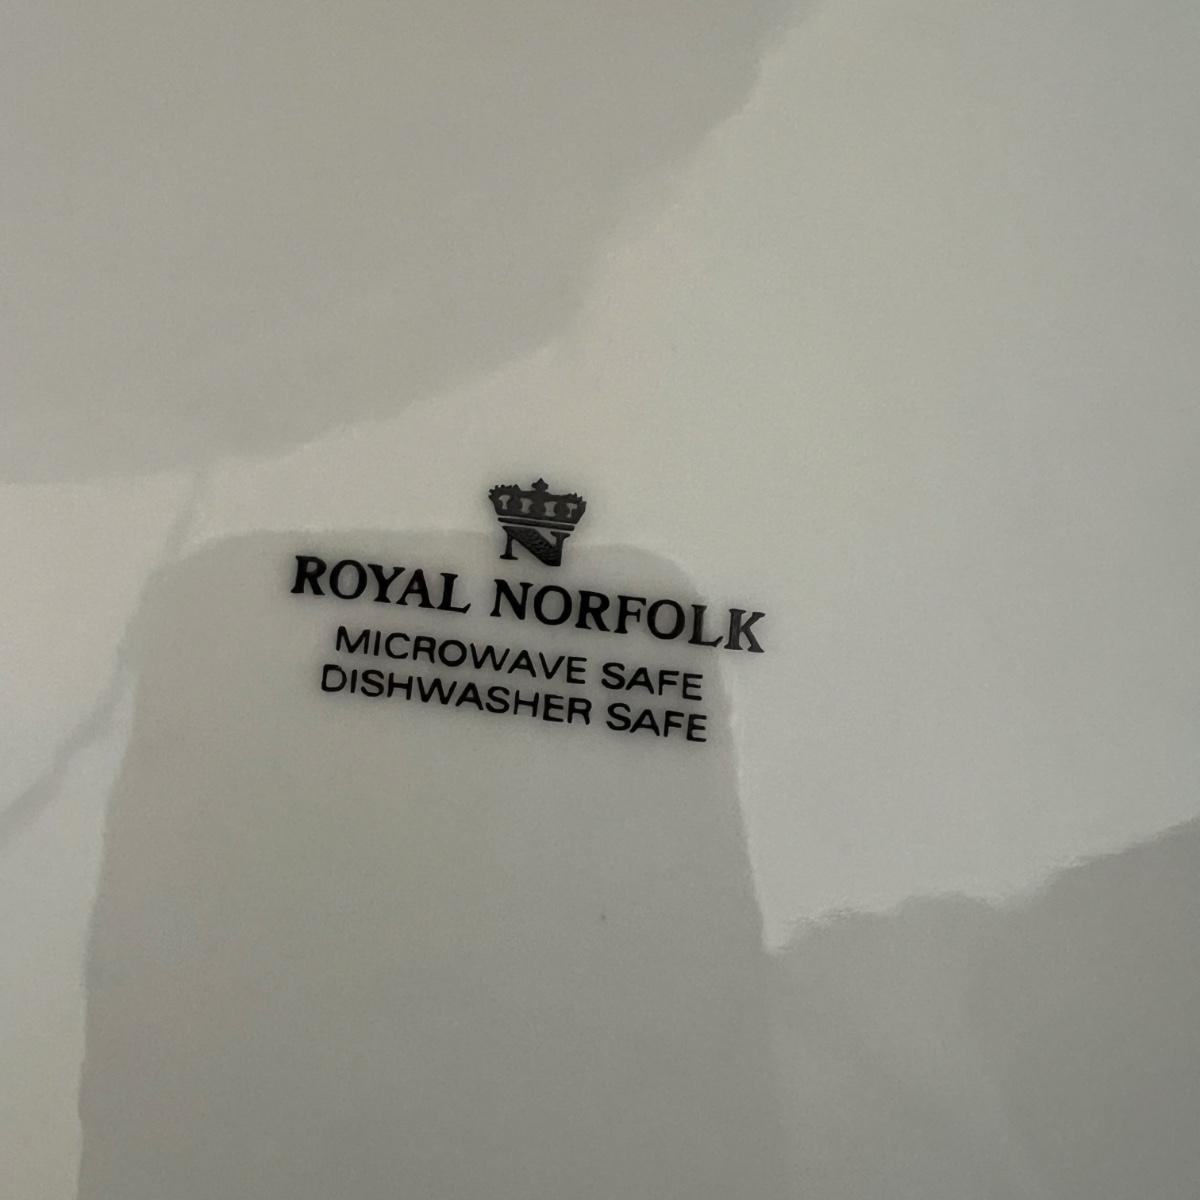 N
ROYAL NORFOLK
MICROWAVE SAFE
DISHWASHER SAFE